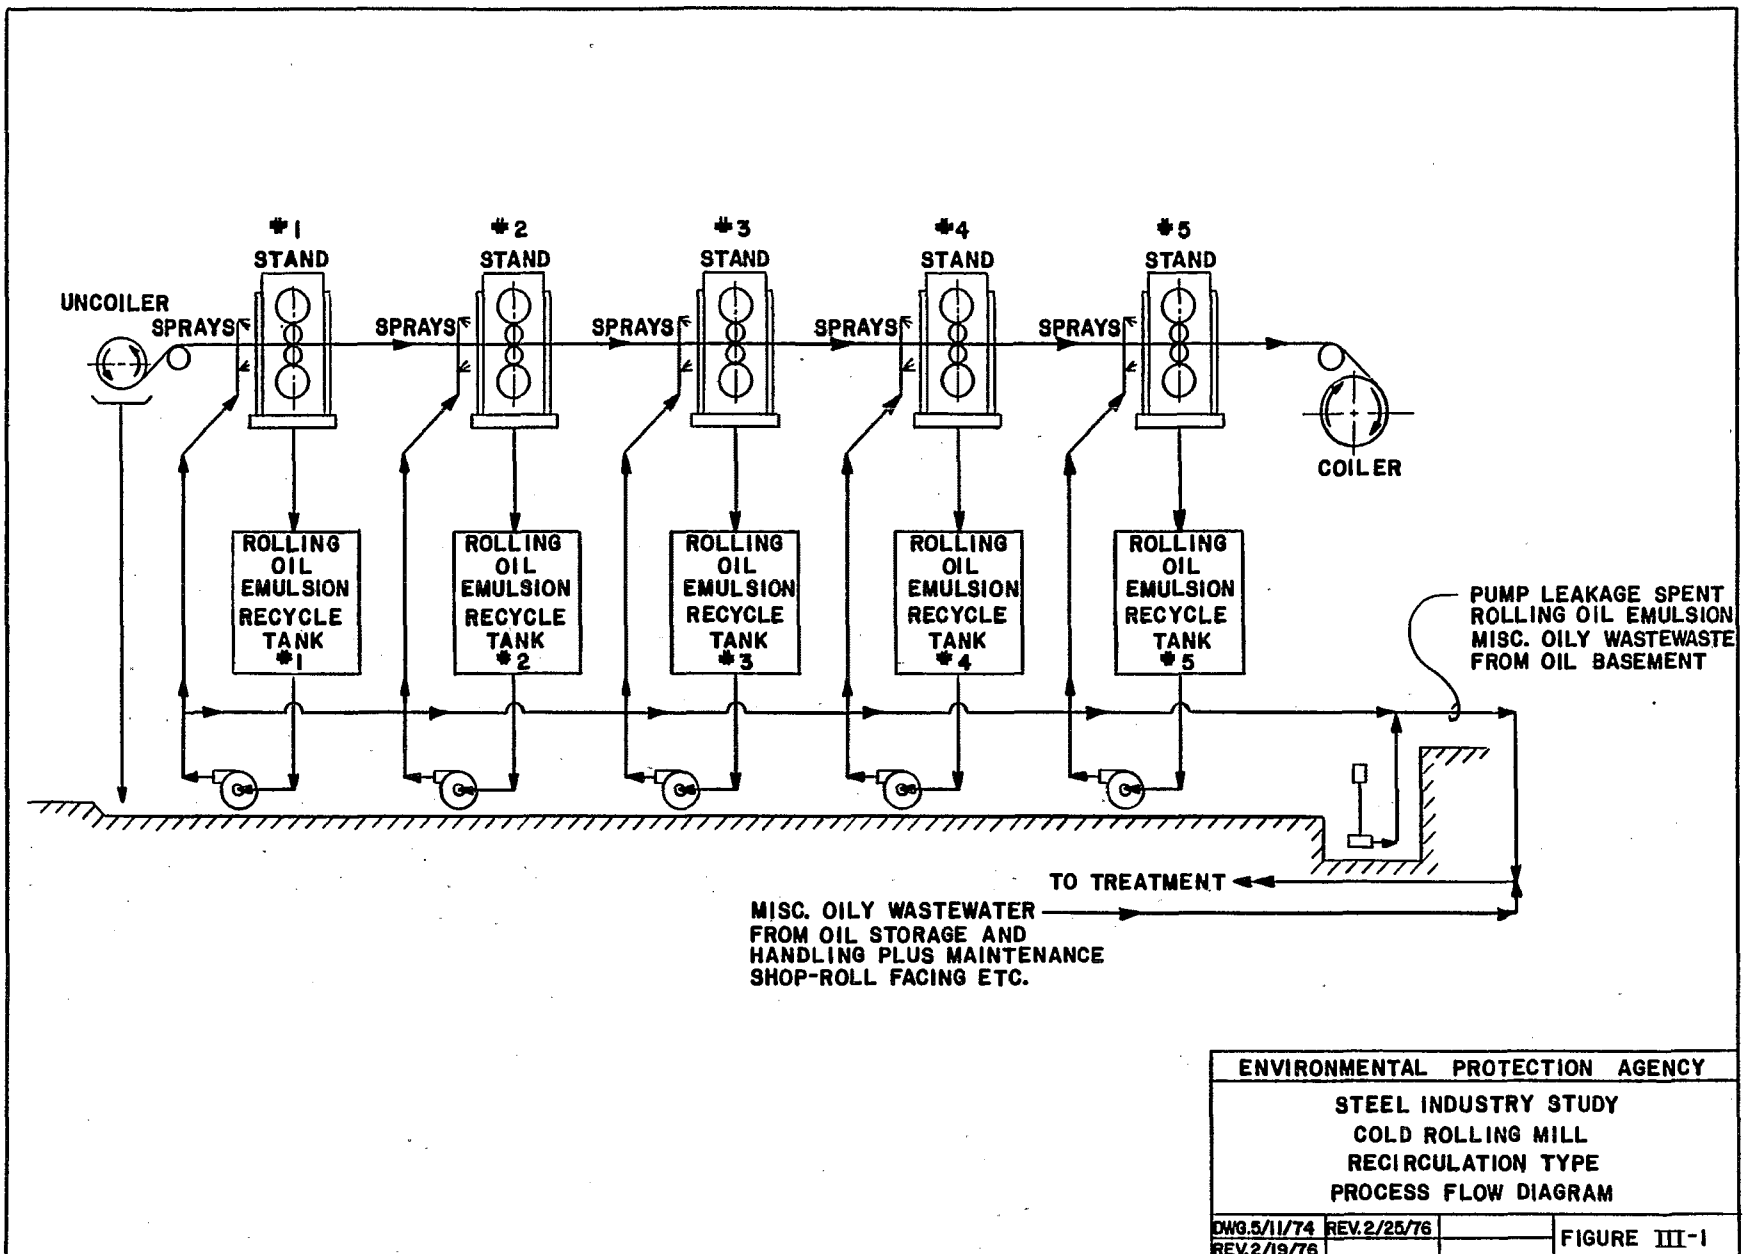 #1
STAND
#2
STAND
#3
STAND
#4
STAND
#5
STAND
UNCOILER
SPRAYS
SPRAYS
SPRAYS
SPRAYS
SPRAYS
COILER
ROLLING
OIL
EMULSION
RECYCLE
TANK
#1
ROLLING
OIL
EMULSION
RECYCLE
TANK
#2
ROLLING
OIL
EMULSION
RECYCLE
TANK
#3
ROLLING
OIL
EMULSION
RECYCLE
TANK
#4
ROLLING
OIL
EMULSION
RECYCLE
TANK
#5
PUMP LEAKAGE SPENT
ROLLING OIL EMULSION
MISC. OILY WASTEWASTE
FROM OIL BASEMENT
TO TREATMENT
MISC. OILY WASTEWATER
FROM OIL STORAGE AND
HANDLING PLUS MAINTENANCE
SHOP-ROLL FACING ETC.
ENVIRONMENTAL PROTECTION AGENCY
STEEL INDUSTRY STUDY
COLD ROLLING MILL
RECIRCULATION TYPE
PROCESS FLOW DIAGRAM
DWG.5/11/74 REV.2/25/76
REV.2/19/76
FIGURE III-1